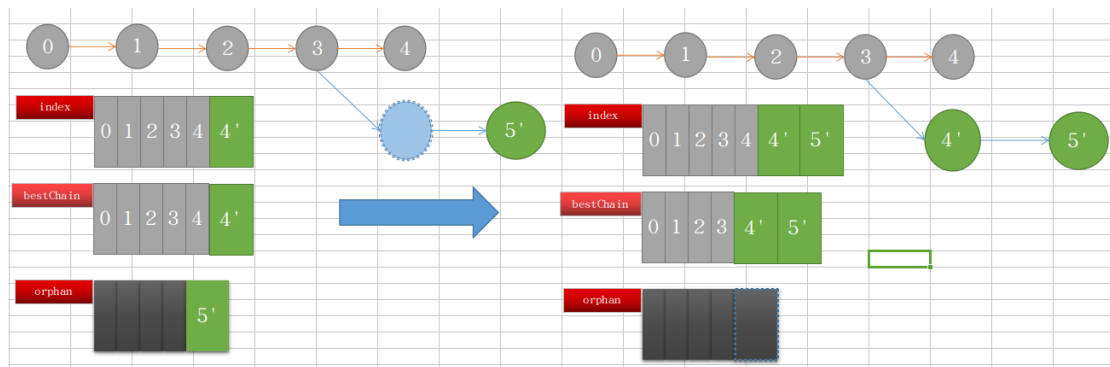 0 1 2 3 4
5'
index
0 1 2 3 4 4'
bestChain
0 1 2 3 4 4'
orphan
5'
0 1 2 3 4
4' 5'
index
0 1 2 3 4 4' 5'
bestChain
0 1 2 3 4' 5'
orphan